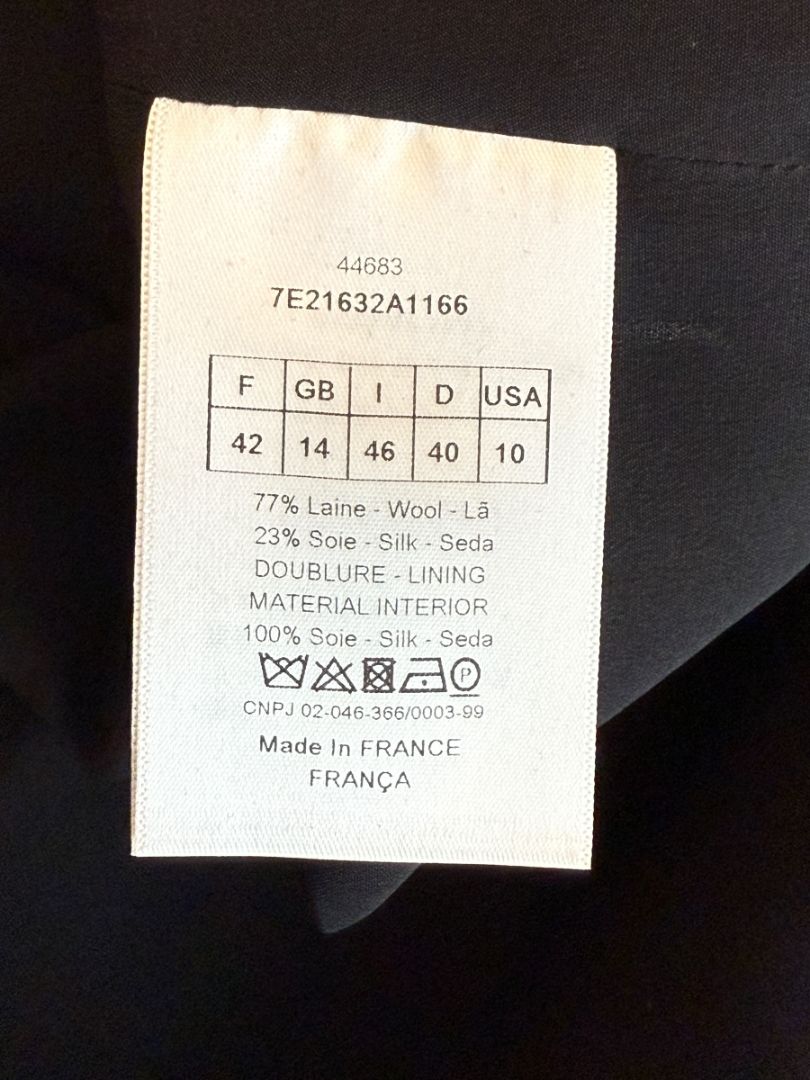 44683
7E21632A1166
F GB I D USA
42 14 46 40 10
77% Laine - Wool - Lã
23% Soie - Silk - Seda
DOUBLURE - LINING
MATERIAL INTERIOR
100% Soie - Silk - Seda
P
CNPJ 02-046-366/0003-99
Made In FRANCE
FRANÇA